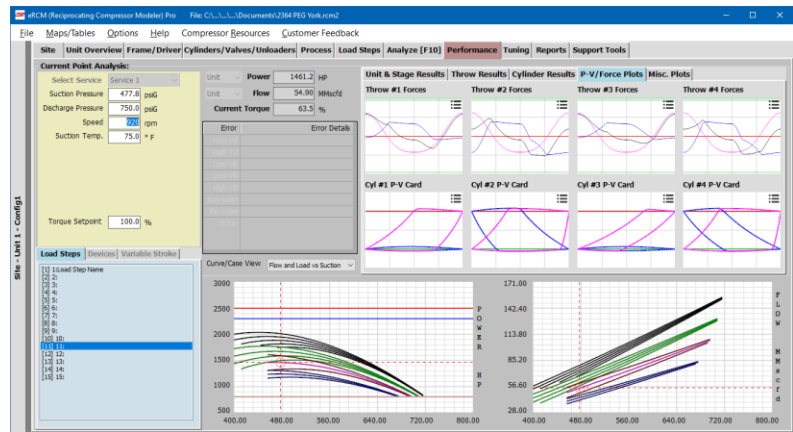 eRCM (Reciprocating Compressor Modeler) Pro File: C:\...\...\Documents\2364 PEG York.rcm2
File Maps/Tables Options Help Compressor Resources Customer Feedback
Site Unit Overview Frame/Driver Cylinders/Valves/Unloaders Process Load Steps Analyze [F10] Performance Tuning Reports Support Tools
Site - Unit 1 - Config1
Current Point Analysis:
Select Service Service 1
Suction Pressure 477.0 psiG
Discharge Pressure 750.0 psiG
Speed 920 rpm
Suction Temp. 75.0 ° F
Torque Setpoint 100.0 %
Unit Power 1461.2 HP
Unit Flow 54.90 MMscfd
Current Torque 63.5 %
Error Error Details
Unit & Stage Results Throw Results Cylinder Results P-V/Force Plots Misc. Plots
Throw #1 Forces Throw #2 Forces Throw #3 Forces Throw #4 Forces
Cyl #1 P-V Card Cyl #2 P-V Card Cyl #3 P-V Card Cyl #4 P-V Card
Load Steps Devices Variable Stroke
[1] 1:Load Step Name
[2] 2:
[3] 3:
[4] 4:
[5] 5:
[6] 6:
[7] 7:
[8] 8:
[9] 9:
[10] 10:
[11] 11:
[12] 12:
[13] 13:
[14] 14:
[15] 15:
Curve/Case View Flow and Load vs Suction
3000
2500
2000
1500
1000
500
400.00 480.00 560.00 640.00 720.00 800.00
POWER HP
171.00
142.40
113.80
85.20
56.60
28.00
400.00 480.00 560.00 640.00 720.00 800.00
FLOW MMscfd